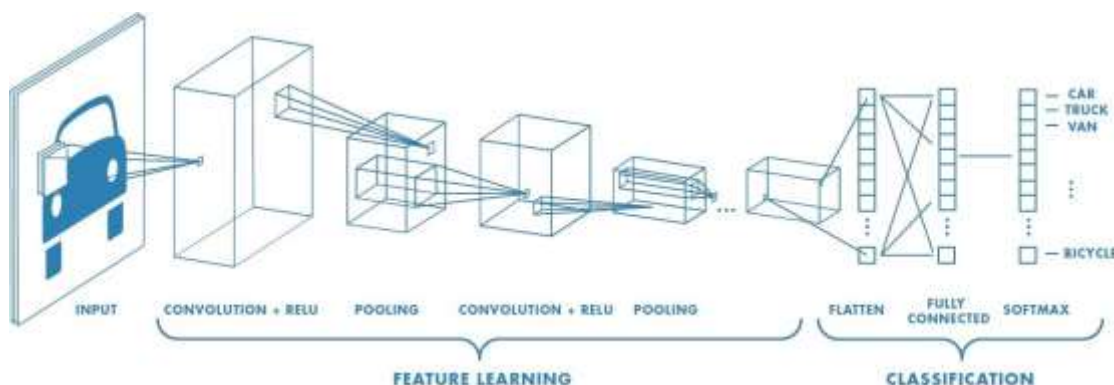 CAR
TRUCK
VAN
...
BICYCLE
INPUT
CONVOLUTION + RELU
POOLING
CONVOLUTION + RELU
POOLING
FLATTEN
FULLY
CONNECTED
SOFTMAX
FEATURE LEARNING
CLASSIFICATION